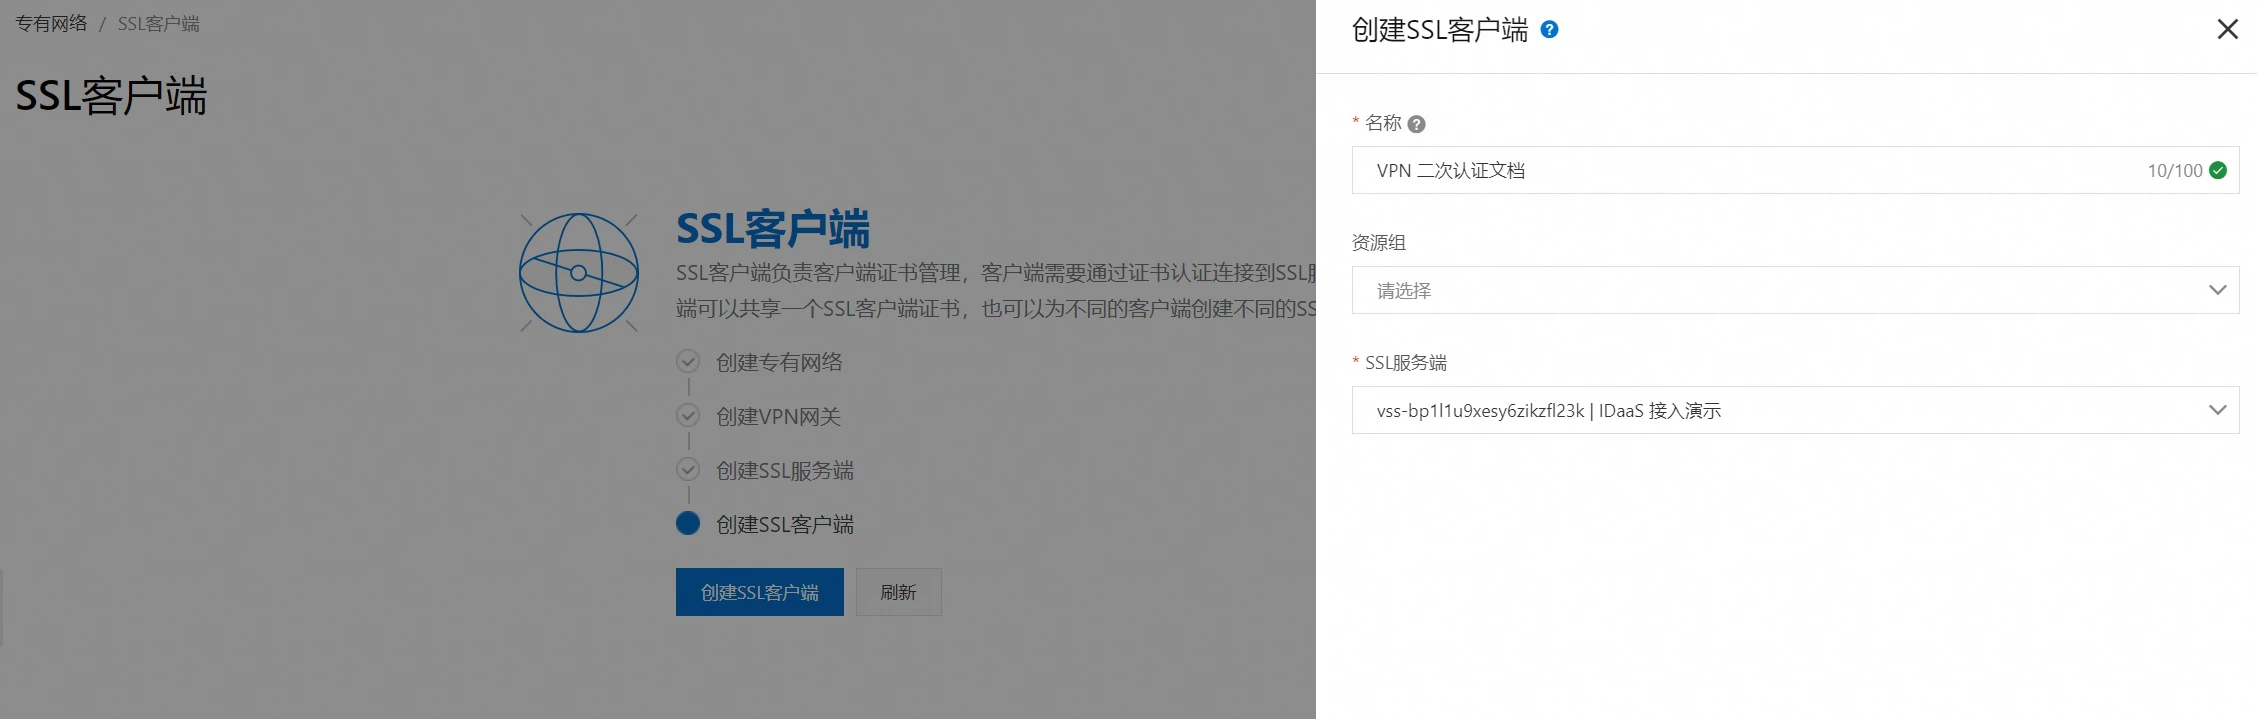 专有网络 / SSL客户端
SSL客户端
SSL客户端
SSL客户端负责客户端证书管理，客户端需要通过证书认证连接到SSL
端可以共享一个SSL客户端证书，也可以为不同的客户端创建不同的SS
创建专有网络
创建VPN网关
创建SSL服务端
创建SSL客户端
创建SSL客户端 刷新
创建SSL客户端 ?
* 名称 ?
VPN 二次认证文档 10/100
资源组
请选择
* SSL服务端
vss-bp1l1u9xesy6zikzfl23k | IDaaS 接入演示